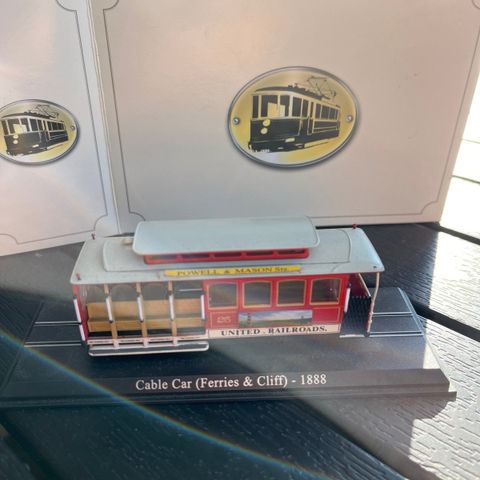 POWELL & MASON Sts.
25
UNITED . RAILROADS.
Cable Car (Ferries & Cliff) - 1888